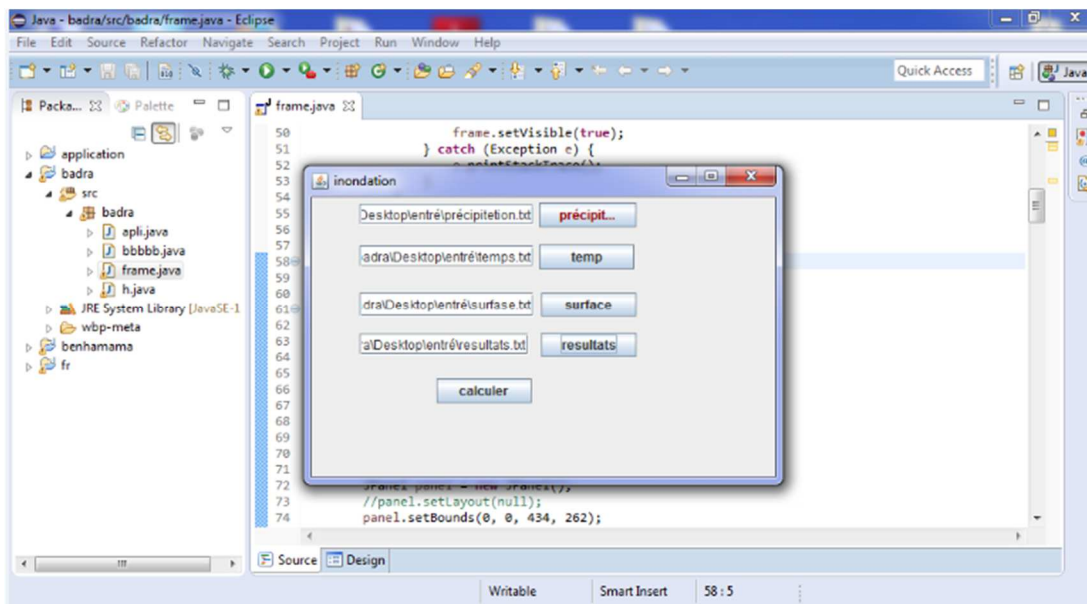 Java - badra/src/badra/frame.java - Eclipse
File Edit Source Refactor Navigate Search Project Run Window Help
Quick Access
Java
Packa...
Palette
application
badra
src
badra
apli.java
bbbbb.java
frame.java
h.java
JRE System Library [JavaSE-1
wbp-meta
benhamama
fr
frame.java
50 frame.setVisible(true);
51 } catch (Exception e) {
52 e.printStackTrace();
53
54
55
56
57
58
59
60
61
62
63
64
65
66
67
68
69
70
71
72 JPanel panel = new JPanel();
73 //panel.setLayout(null);
74 panel.setBounds(0, 0, 434, 262);
inondation
Desktop\entré\précipitetion.txt précipit...
adra\Desktop\entré\temps.txt temp
dra\Desktop\entré\surfase.txt surface
a\Desktop\entré\resultats.txt resultats
calculer
Source Design
Writable Smart Insert 58 : 5